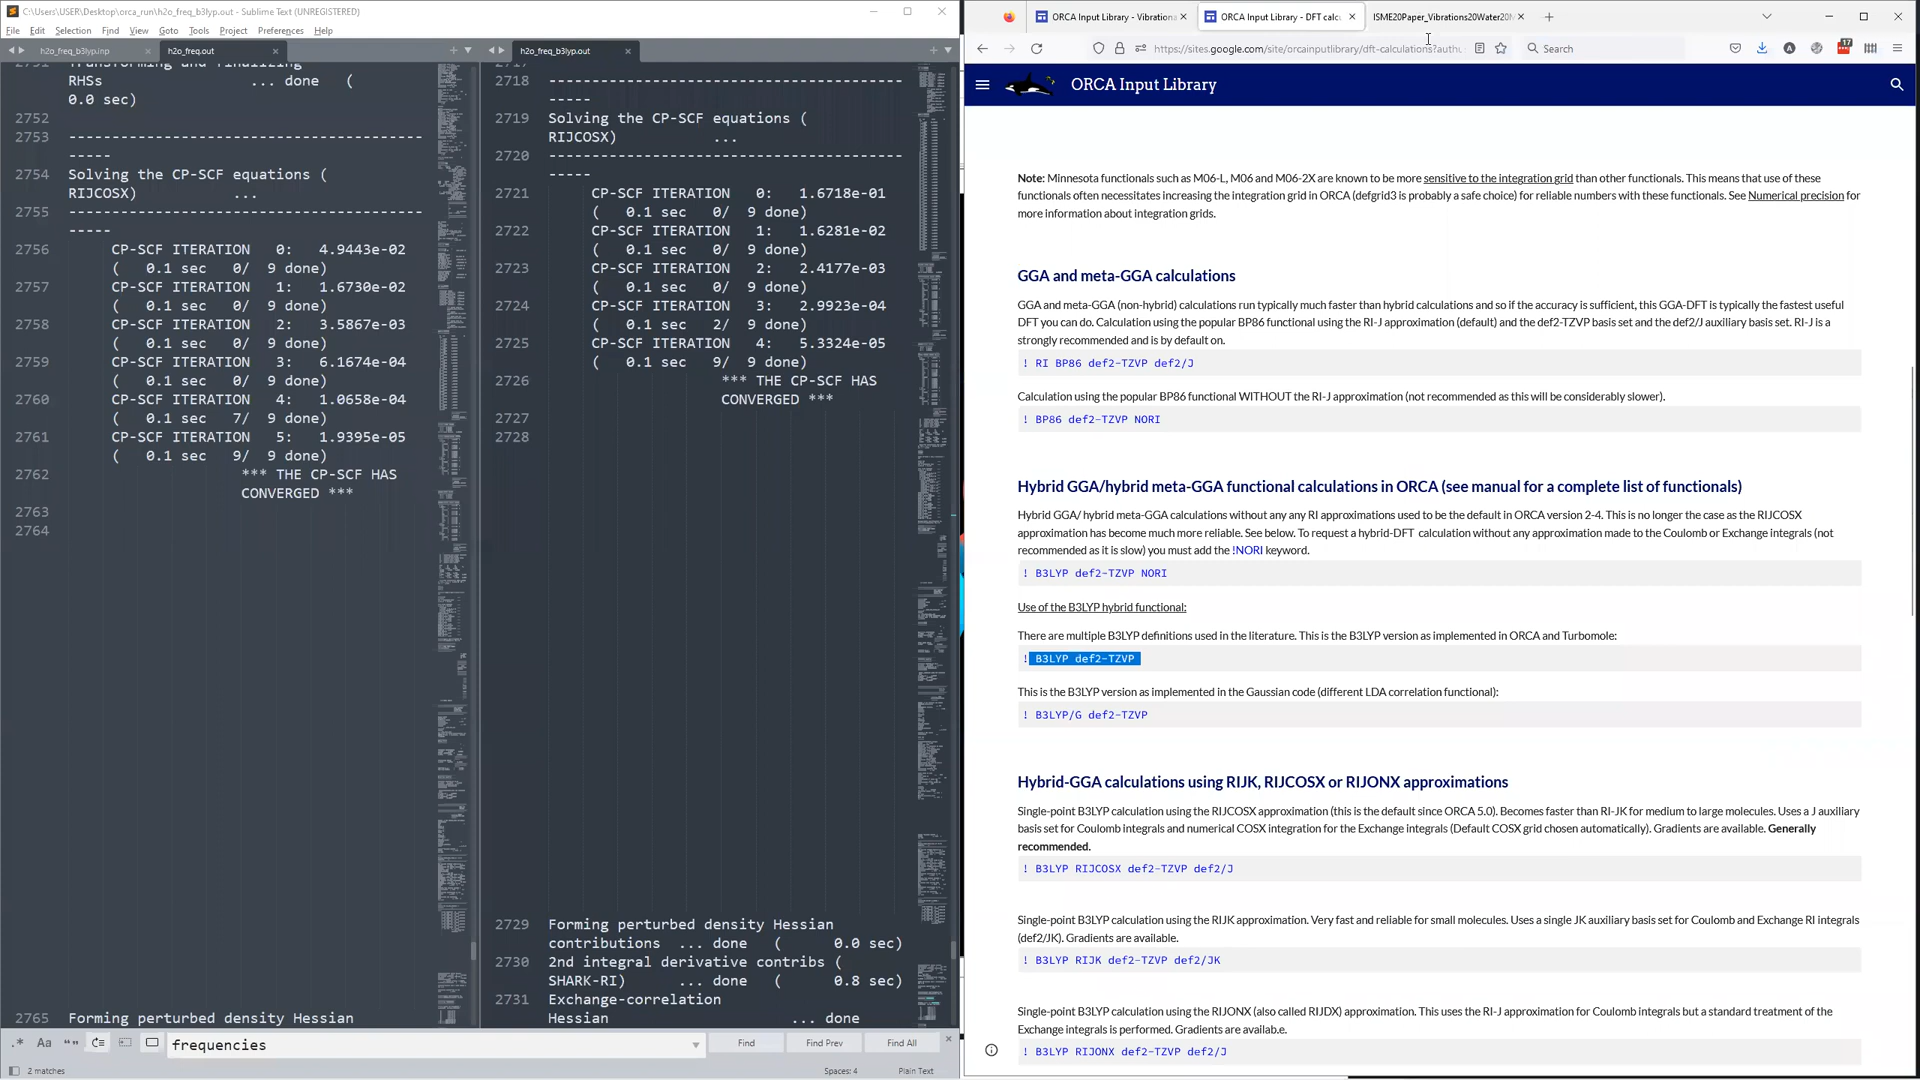 C:\Users\USER\Desktop\orca_run\h2o_freq_b3lyp.out - Sublime Text (UNREGISTERED)
File Edit Selection Find View Goto Tools Project Preferences Help
h2o_freq_b3lyp.inp
h2o_freq.out
RHSs ... done (
0.0 sec)
2752
2753 ------------------------------------------
-----
2754 Solving the CP-SCF equations (
RIJCOSX) ...
2755 ------------------------------------------
-----
2756 CP-SCF ITERATION 0: 4.9443e-02
( 0.1 sec 0/ 9 done)
2757 CP-SCF ITERATION 1: 1.6730e-02
( 0.1 sec 0/ 9 done)
2758 CP-SCF ITERATION 2: 3.5867e-03
( 0.1 sec 0/ 9 done)
2759 CP-SCF ITERATION 3: 6.1674e-04
( 0.1 sec 0/ 9 done)
2760 CP-SCF ITERATION 4: 1.0658e-04
( 0.1 sec 7/ 9 done)
2761 CP-SCF ITERATION 5: 1.9395e-05
( 0.1 sec 9/ 9 done)
2762 *** THE CP-SCF HAS
CONVERGED ***
2763
2764
2765 Forming perturbed density Hessian
h2o_freq_b3lyp.out
2718 ------------------------------------------
-----
2719 Solving the CP-SCF equations (
RIJCOSX) ...
2720 ------------------------------------------
-----
2721 CP-SCF ITERATION 0: 1.6718e-01
( 0.1 sec 0/ 9 done)
2722 CP-SCF ITERATION 1: 1.6281e-02
( 0.1 sec 0/ 9 done)
2723 CP-SCF ITERATION 2: 2.4177e-03
( 0.1 sec 0/ 9 done)
2724 CP-SCF ITERATION 3: 2.9923e-04
( 0.1 sec 2/ 9 done)
2725 CP-SCF ITERATION 4: 5.3324e-05
( 0.1 sec 9/ 9 done)
2726 *** THE CP-SCF HAS
CONVERGED ***
2727
2728
2729 Forming perturbed density Hessian
contributions ... done ( 0.0 sec)
2730 2nd integral derivative contribs (
SHARK-RI) ... done ( 0.8 sec)
2731 Exchange-correlation
Hessian ... done
frequencies
Find Find Prev Find All
2 matches
Spaces: 4 Plain Text
ORCA Input Library - Vibration
ORCA Input Library - DFT calc
ISME20Paper_Vibrations20Water20
https://sites.google.com/site/orcainputlibrary/dft-calculations?authu
Search
17
ORCA Input Library
Note: Minnesota functionals such as M06-L, M06 and M06-2X are known to be more sensitive to the integration grid than other functionals. This means that use of these
functionals often necessitates increasing the integration grid in ORCA (defgrid3 is probably a safe choice) for reliable numbers with these functionals. See Numerical precision for
more information about integration grids.
GGA and meta-GGA calculations
GGA and meta-GGA (non-hybrid) calculations run typically much faster than hybrid calculations and so if the accuracy is sufficient, this GGA-DFT is typically the fastest useful
DFT you can do. Calculation using the popular BP86 functional using the RI-J approximation (default) and the def2-TZVP basis set and the def2/J auxiliary basis set. RI-J is a
strongly recommended and is by default on.
! RI BP86 def2-TZVP def2/J
Calculation using the popular BP86 functional WITHOUT the RI-J approximation (not recommended as this will be considerably slower).
! BP86 def2-TZVP NORI
Hybrid GGA/hybrid meta-GGA functional calculations in ORCA (see manual for a complete list of functionals)
Hybrid GGA/ hybrid meta-GGA calculations without any any RI approximations used to be the default in ORCA version 2-4. This is no longer the case as the RIJCOSX
approximation has become much more reliable. See below. To request a hybrid-DFT calculation without any approximation made to the Coulomb or Exchange integrals (not
recommended as it is slow) you must add the !NORI keyword.
! B3LYP def2-TZVP NORI
Use of the B3LYP hybrid functional:
There are multiple B3LYP definitions used in the literature. This is the B3LYP version as implemented in ORCA and Turbomole:
! B3LYP def2-TZVP
This is the B3LYP version as implemented in the Gaussian code (different LDA correlation functional):
! B3LYP/G def2-TZVP
Hybrid-GGA calculations using RIJK, RIJCOSX or RIJONX approximations
Single-point B3LYP calculation using the RIJCOSX approximation (this is the default since ORCA 5.0). Becomes faster than RI-JK for medium to large molecules. Uses a J auxiliary
basis set for Coulomb integrals and numerical COSX integration for the Exchange integrals (Default COSX grid chosen automatically). Gradients are available. Generally
recommended.
! B3LYP RIJCOSX def2-TZVP def2/J
Single-point B3LYP calculation using the RIJK approximation. Very fast and reliable for small molecules. Uses a single JK auxiliary basis set for Coulomb and Exchange RI integrals
(def2/JK). Gradients are available.
! B3LYP RIJK def2-TZVP def2/JK
Single-point B3LYP calculation using the RIJONX (also called RIJDX) approximation. This uses the RI-J approximation for Coulomb integrals but a standard treatment of the
Exchange integrals is performed. Gradients are availab.e.
! B3LYP RIJONX def2-TZVP def2/J